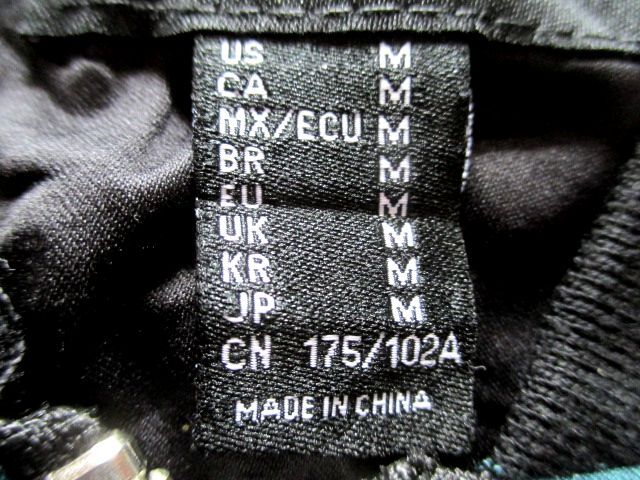 US M
CA M
MX/ECU M
BR M
EU M
UK M
KR M
JP M
CN 175/102A
MADE IN CHINA